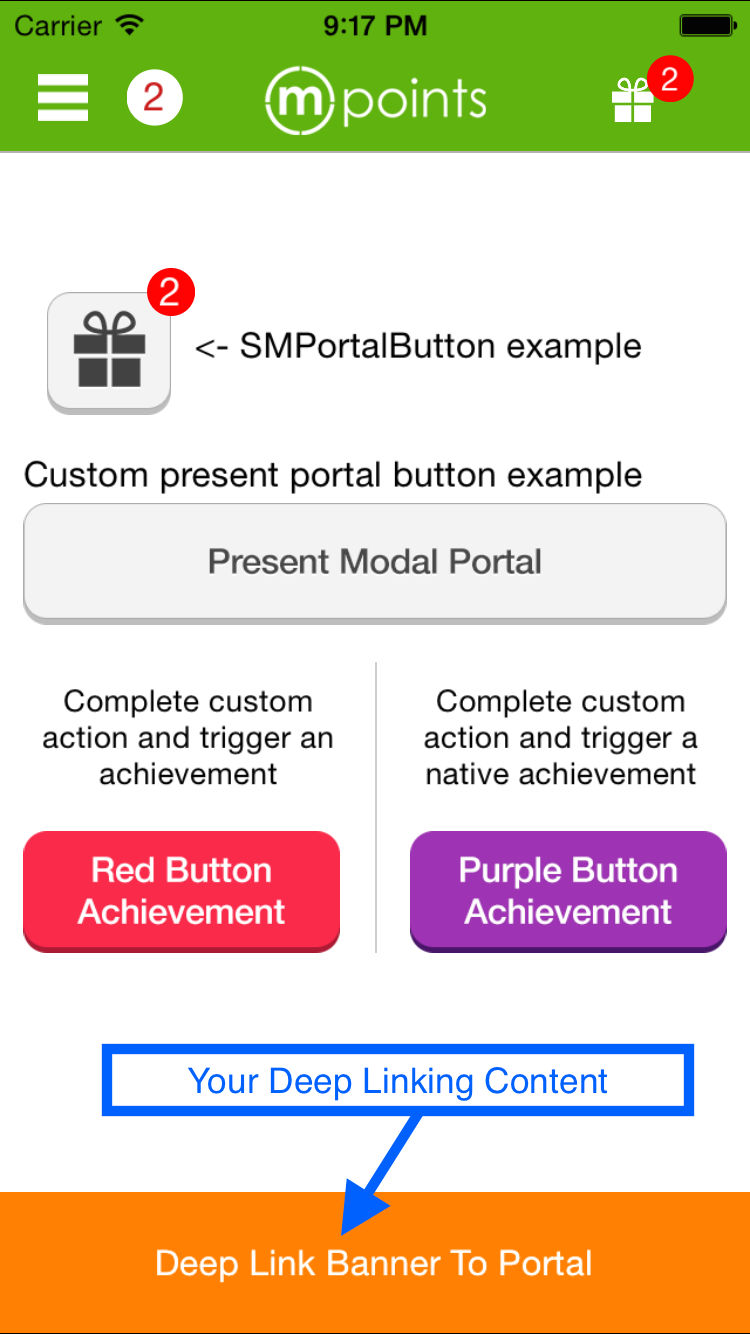 Carrier 9:17 PM
2 mpoints 2
2
<- SMPortalButton example
Custom present portal button example
Present Modal Portal
Complete custom
action and trigger an
achievement
Red Button
Achievement
Complete custom
action and trigger a
native achievement
Purple Button
Achievement
Your Deep Linking Content
Deep Link Banner To Portal